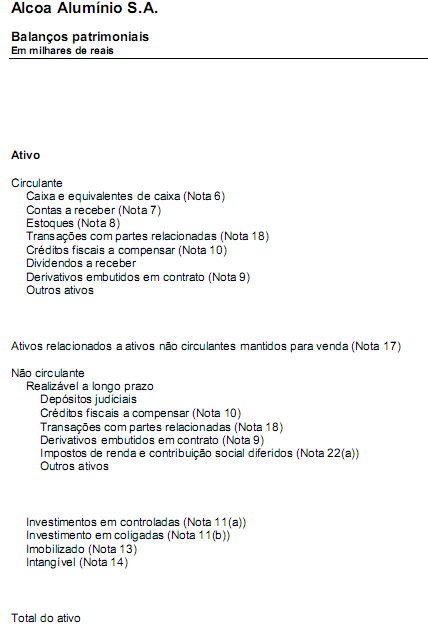 Alcoa Alumínio S.A.
Balanços patrimoniais
Em milhares de reais
Ativo
Circulante
Caixa e equivalentes de caixa (Nota 6)
Contas a receber (Nota 7)
Estoques (Nota 8)
Transações com partes relacionadas (Nota 18)
Créditos fiscais a compensar (Nota 10)
Dividendos a receber
Derivativos embutidos em contrato (Nota 9)
Outros ativos
Ativos relacionados a ativos não circulantes mantidos para venda (Nota 17)
Não circulante
Realizável a longo prazo
Depósitos judiciais
Créditos fiscais a compensar (Nota 10)
Transações com partes relacionadas (Nota 18)
Derivativos embutidos em contrato (Nota 9)
Impostos de renda e contribuição social diferidos (Nota 22(a))
Outros ativos
Investimentos em controladas (Nota 11(a))
Investimento em coligadas (Nota 11(b))
Imobilizado (Nota 13)
Intangível (Nota 14)
Total do ativo